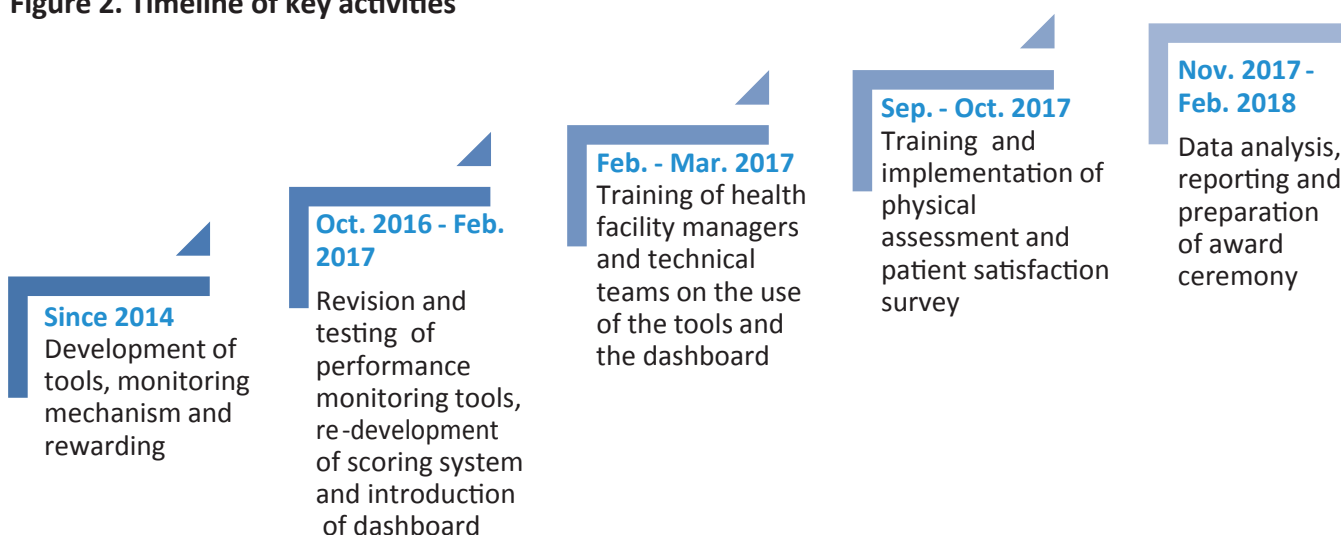 Figure 2. Timeline of key activities
Since 2014
Development of
tools, monitoring
mechanism and
rewarding
Oct. 2016 - Feb.
2017
Revision and
testing of
performance
monitoring tools,
re-development
of scoring system
and introduction
of dashboard
Feb. - Mar. 2017
Training of health
facility managers
and technical
teams on the use
of the tools and
the dashboard
Sep. - Oct. 2017
Training and
implementation of
physical
assessment and
patient satisfaction
survey
Nov. 2017 -
Feb. 2018
Data analysis,
reporting and
preparation
of award
ceremony